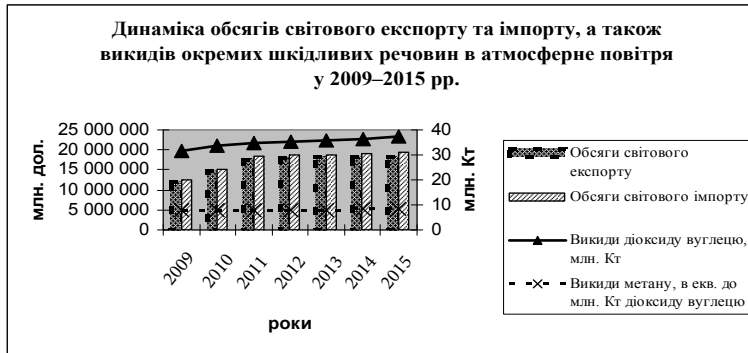 Динаміка обсягів світового експорту та імпорту, а також
викидів окремих шкідливих речовин в атмосферне повітря
у 2009–2015 рр.
млн. дол.
25 000 000
20 000 000
15 000 000
10 000 000
5 000 000
0
40
30
20
10
0
млн. Кт
2009
2010
2011
2012
2013
2014
2015
роки
Обсяги світового
експорту
Обсяги світового імпорту
Викиди діоксиду вуглецю,
млн. Кт
Викиди метану, в екв. до
млн. Кт діоксиду вуглецю